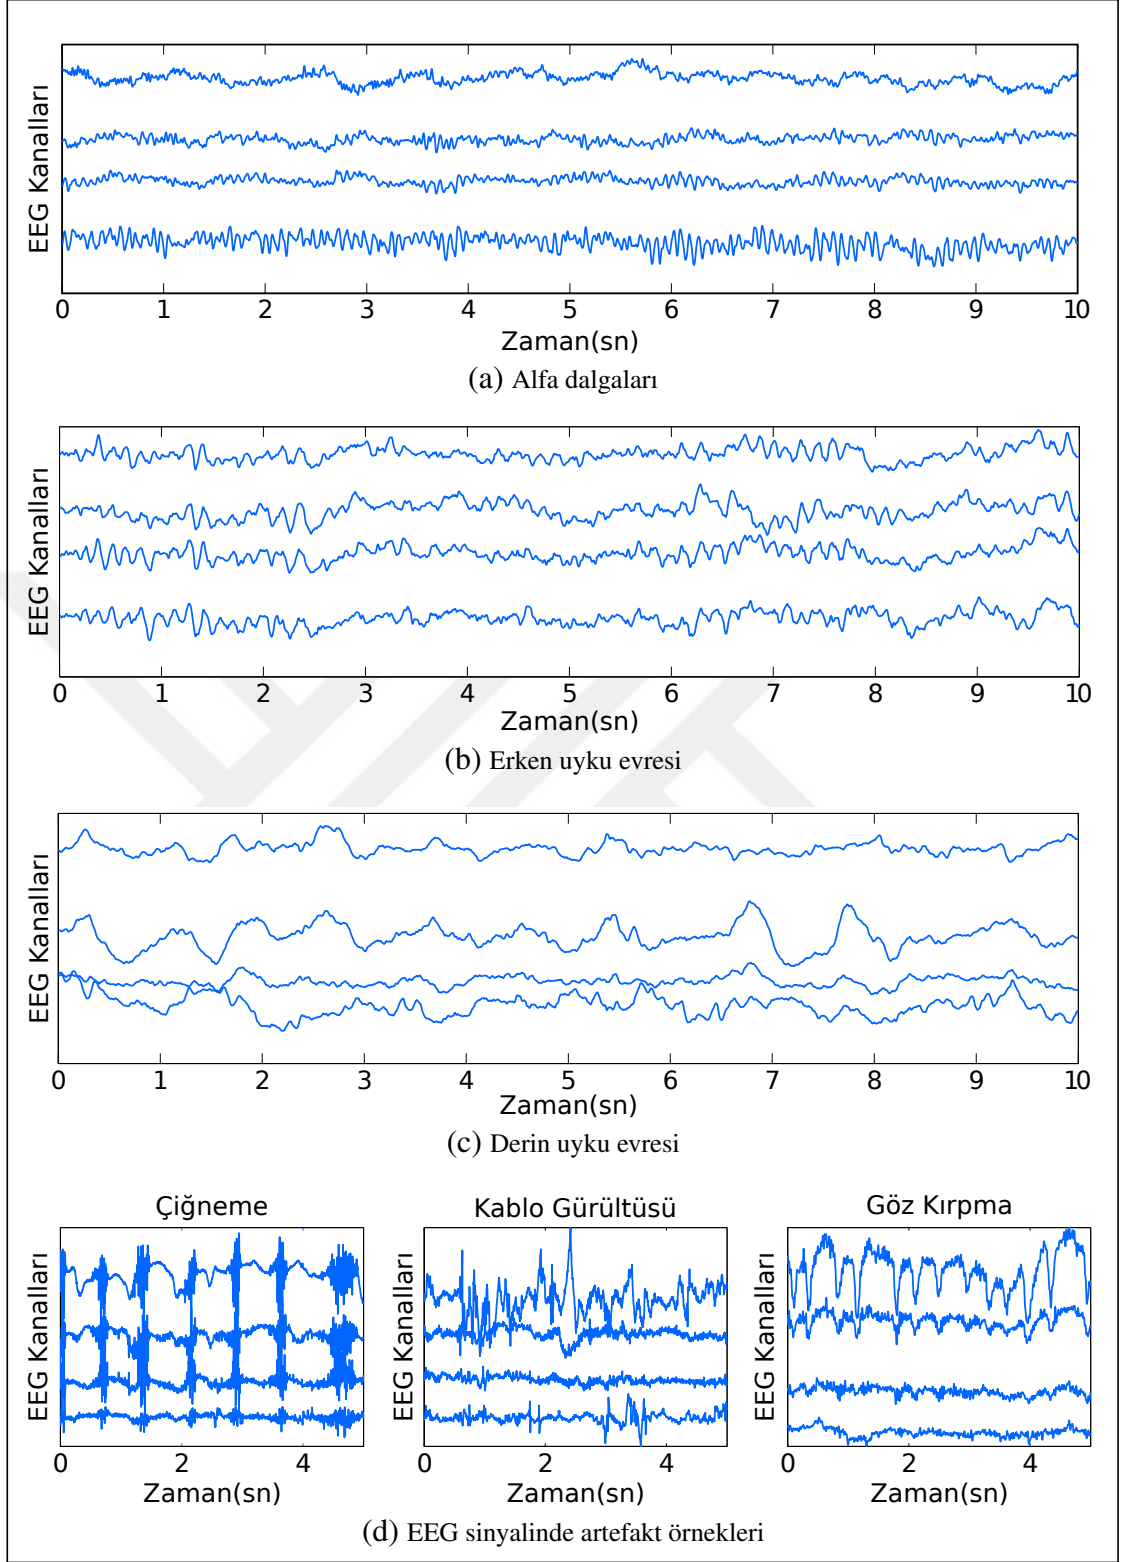 EEG Kanalları
0 1 2 3 4 5 6 7 8 9 10
Zaman(sn)
(a) Alfa dalgaları
EEG Kanalları
0 1 2 3 4 5 6 7 8 9 10
Zaman(sn)
(b) Erken uyku evresi
EEG Kanalları
0 1 2 3 4 5 6 7 8 9 10
Zaman(sn)
(c) Derin uyku evresi
Çiğneme
EEG Kanalları
0 2 4
Zaman(sn)
Kablo Gürültüsü
EEG Kanalları
0 2 4
Zaman(sn)
Göz Kırpma
EEG Kanalları
0 2 4
Zaman(sn)
(d) EEG sinyalinde artefakt örnekleri